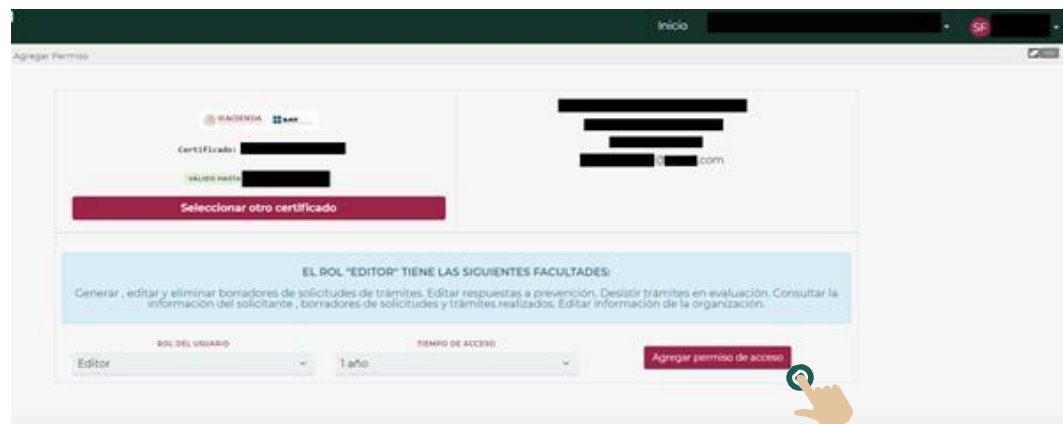 Inicio
SF
Agregar Permiso
HACIENDA SAT
Certificado:
VÁLIDO HASTA
@ .com
Seleccionar otro certificado
EL ROL "EDITOR" TIENE LAS SIGUIENTES FACULTADES:
Generar , editar y eliminar borradores de solicitudes de trámites. Editar respuestas a prevención. Desistir trámites en evaluación. Consultar la
información del solicitante , borradores de solicitudes y trámites realizados. Editar información de la organización.
ROL DEL USUARIO
TIEMPO DE ACCESO
Editor
1 año
Agregar permiso de acceso